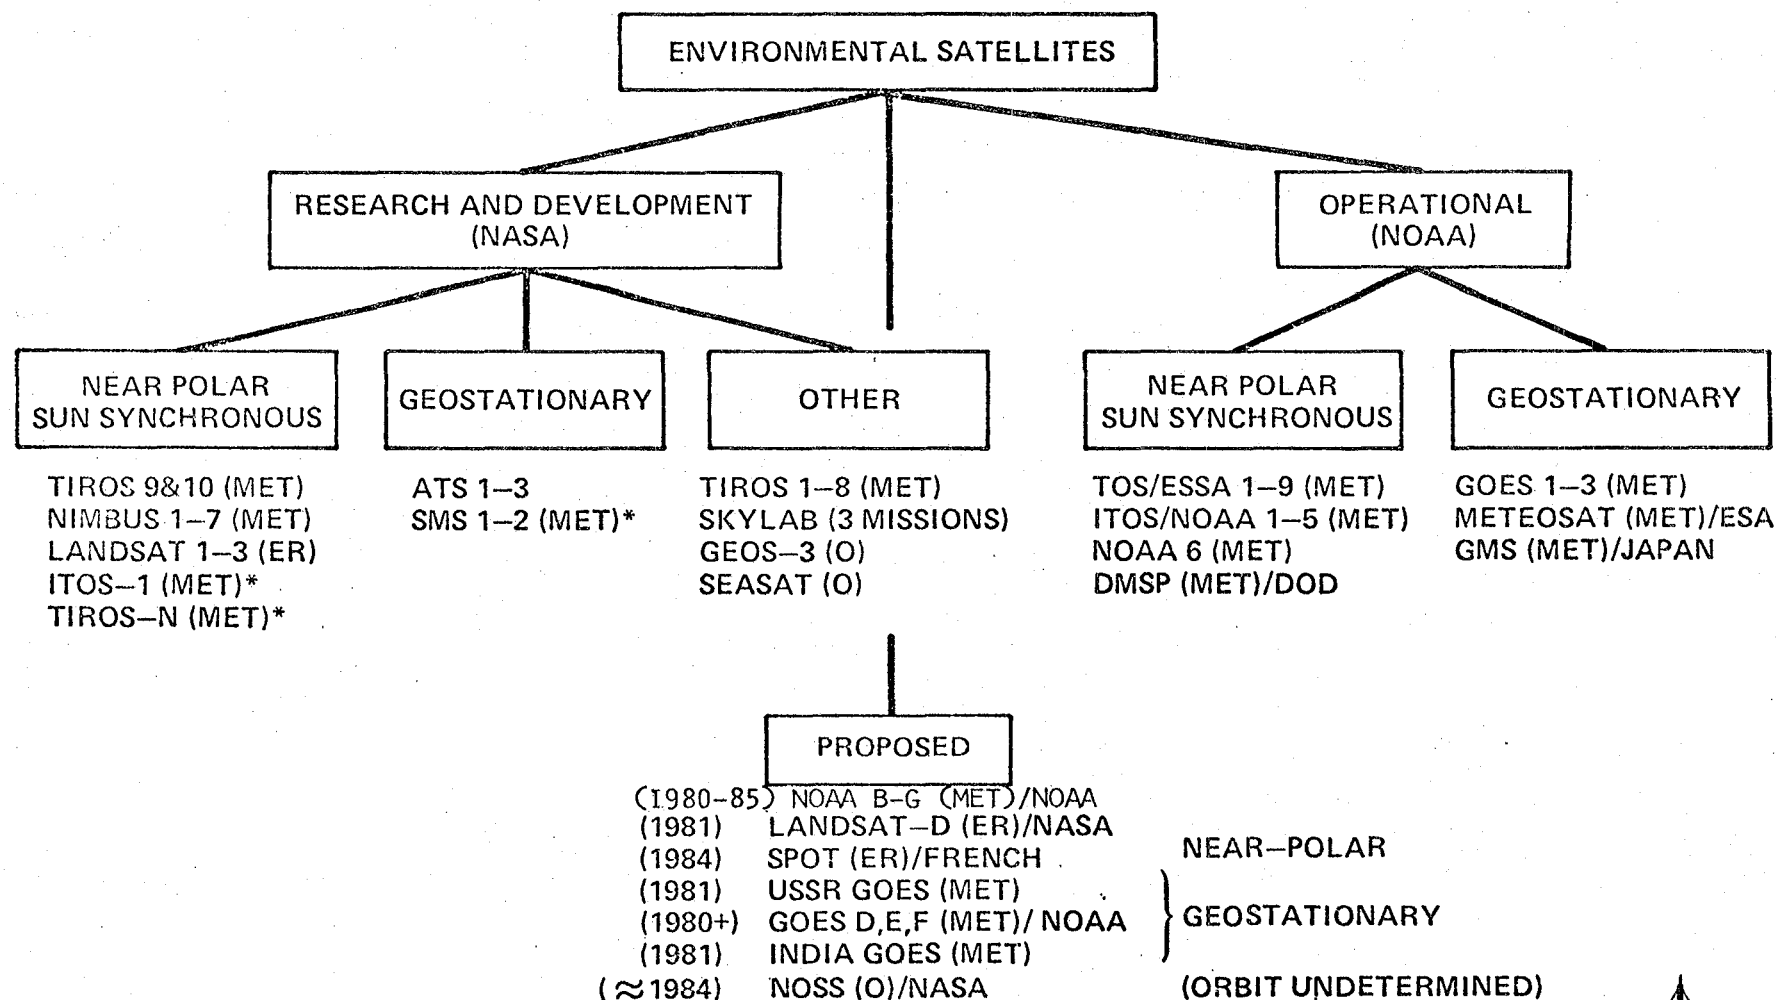 ENVIRONMENTAL SATELLITES
RESEARCH AND DEVELOPMENT
(NASA)
OPERATIONAL
(NOAA)
NEAR POLAR
SUN SYNCHRONOUS
GEOSTATIONARY
OTHER
NEAR POLAR
SUN SYNCHRONOUS
GEOSTATIONARY
TIROS 9&10 (MET)
NIMBUS 1–7 (MET)
LANDSAT 1–3 (ER)
ITOS–1 (MET)*
TIROS–N (MET)*
ATS 1–3
SMS 1–2 (MET)*
TIROS 1–8 (MET)
SKYLAB (3 MISSIONS)
GEOS–3 (O)
SEASAT (O)
TOS/ESSA 1–9 (MET)
ITOS/NOAA 1–5 (MET)
NOAA 6 (MET)
DMSP (MET)/DOD
GOES 1–3 (MET)
METEOSAT (MET)/ESA
GMS (MET)/JAPAN
PROPOSED
(1980-85) NOAA B-G (MET)/NOAA
(1981) LANDSAT–D (ER)/NASA
(1984) SPOT (ER)/FRENCH
(1981) USSR GOES (MET)
(1980+) GOES D,E,F (MET)/ NOAA
(1981) INDIA GOES (MET)
(≈1984) NOSS (O)/NASA
NEAR–POLAR
GEOSTATIONARY
(ORBIT UNDETERMINED)